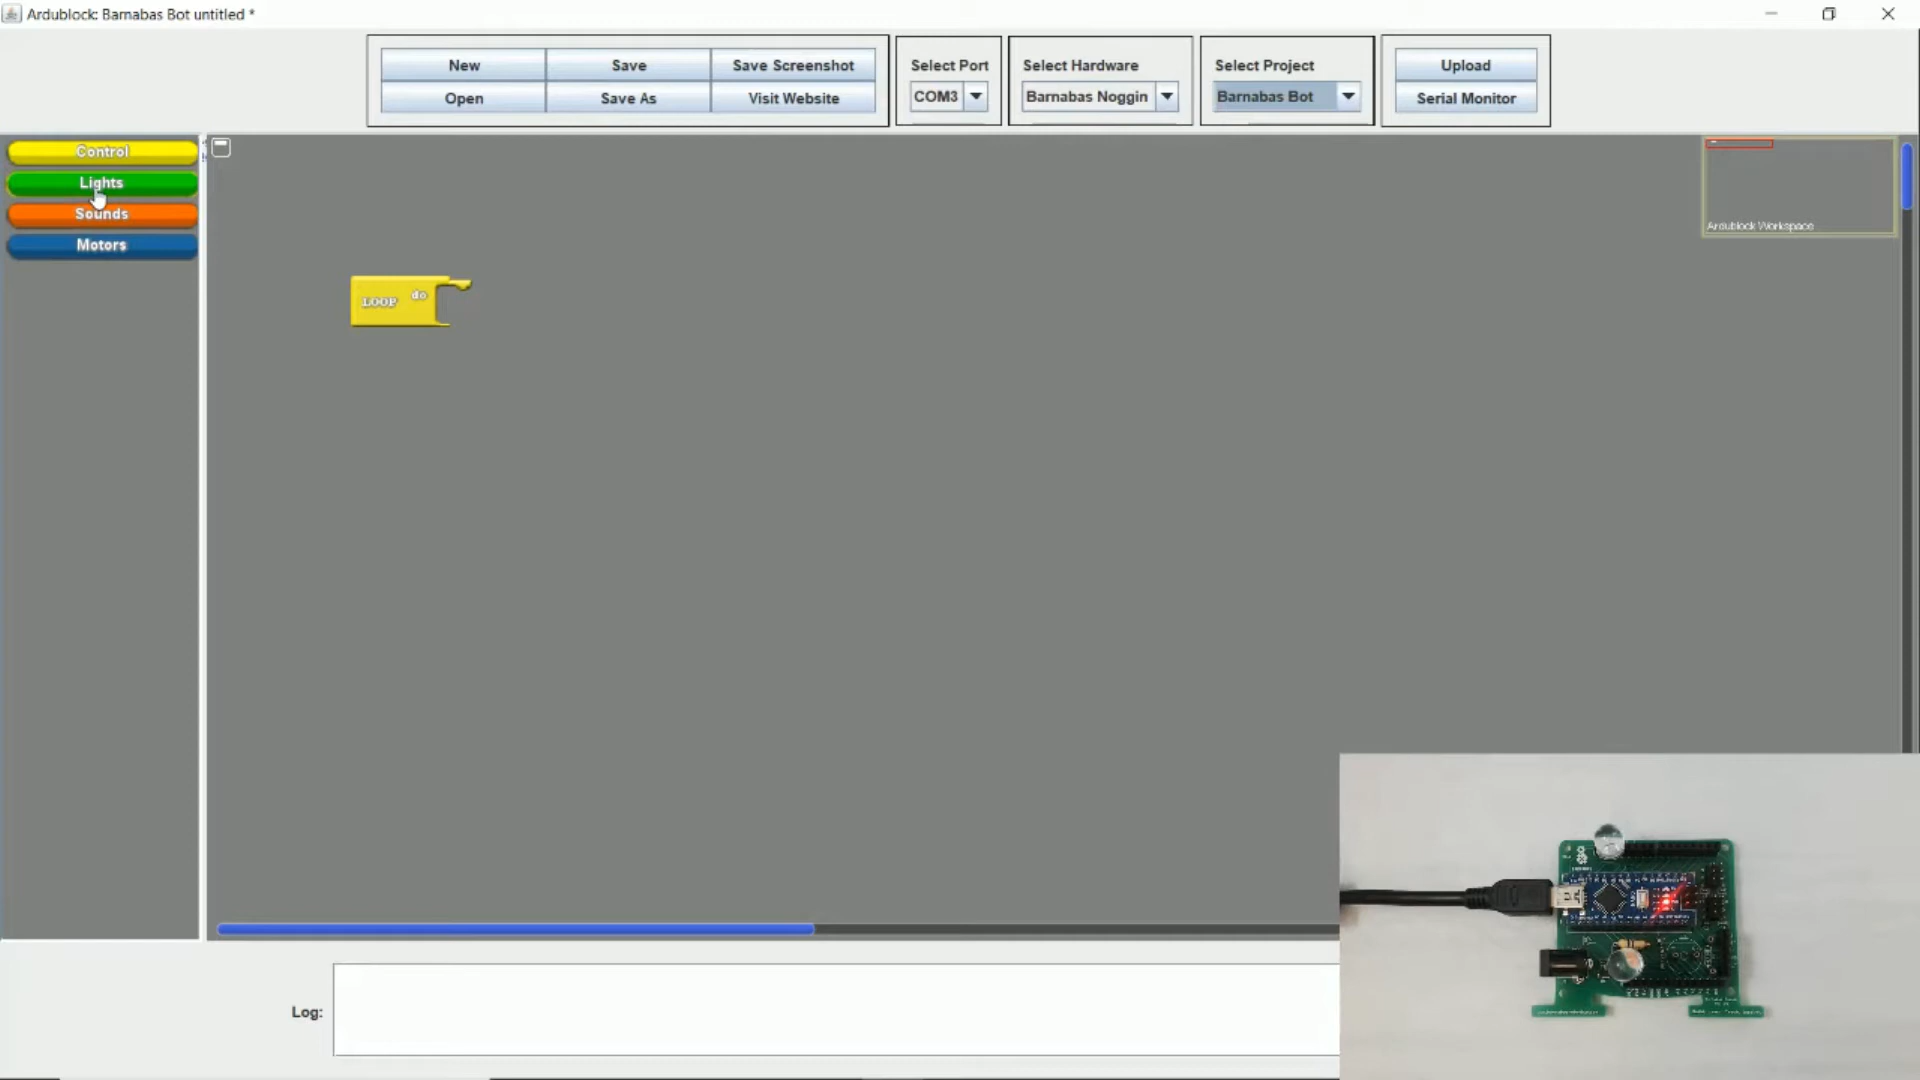 Ardublock: Barnabas Bot untitled *
New
Save
Save Screenshot
Open
Save As
Visit Website
Select Port
COM3
Select Hardware
Barnabas Noggin
Select Project
Barnabas Bot
Upload
Serial Monitor
Control
Lights
Sounds
Motors
LOOP do
Ardublock Workspace
Log: